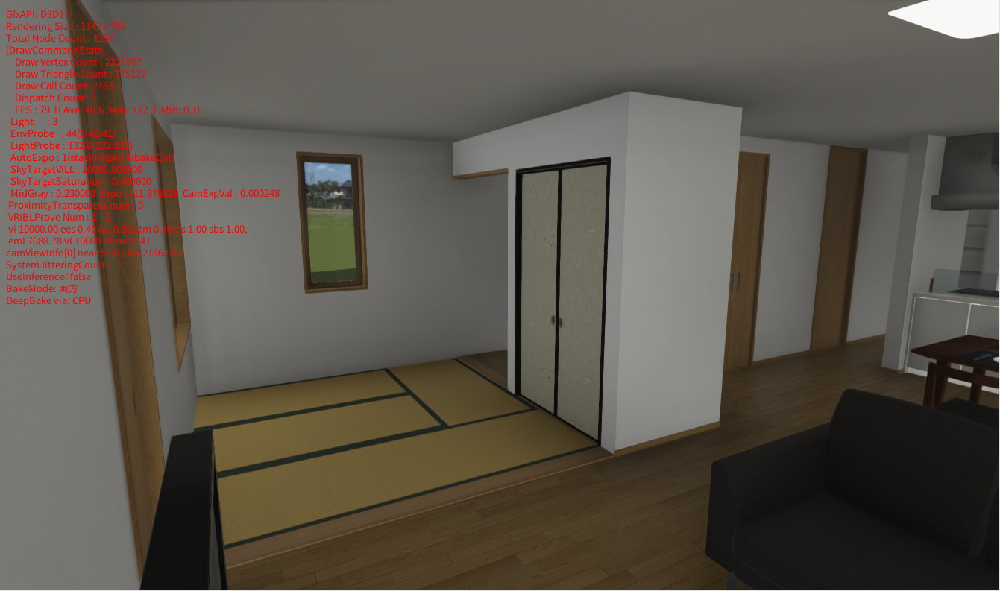 GfxAPI: D3D11
Rendering Size : 1342 x 792
Total Node Count : 1297
[DrawCommandStats]
Draw Vertex Count : 2325667
Draw Triangle Count : 775227
Draw Call Count: 2163
Dispatch Count: 5
FPS : 79.1( Ave: 40.6 .Max: 122.3 .Min: 0.1)
Light : 3
EnvProbe : 44(2-42:41)
LightProbe : 132(0-132:132)
AutoExpo : 1(stack) 0(pfx) 4(bakeCnt)
SkyTargetVILL : 10000.000000
SkyTargetSaturation : 0.400000
MidGray : 0.230000 Expo : -11.976629 CamExpVal : 0.000248
ProximityTransparent num : 0
VRIBLProve Num : 1 - 1
vi 10000.00 ees 0.40 ies 0.30 stm 0.40 ds 1.00 sbs 1.00,
eml 7088.78 vl 10000.00 avl 1.41
camViewInfo[0] near:5.00 / far:21662.57
SystemJitteringCount : -1
UseInference：false
BakeMode: 両方
DeepBake via: CPU